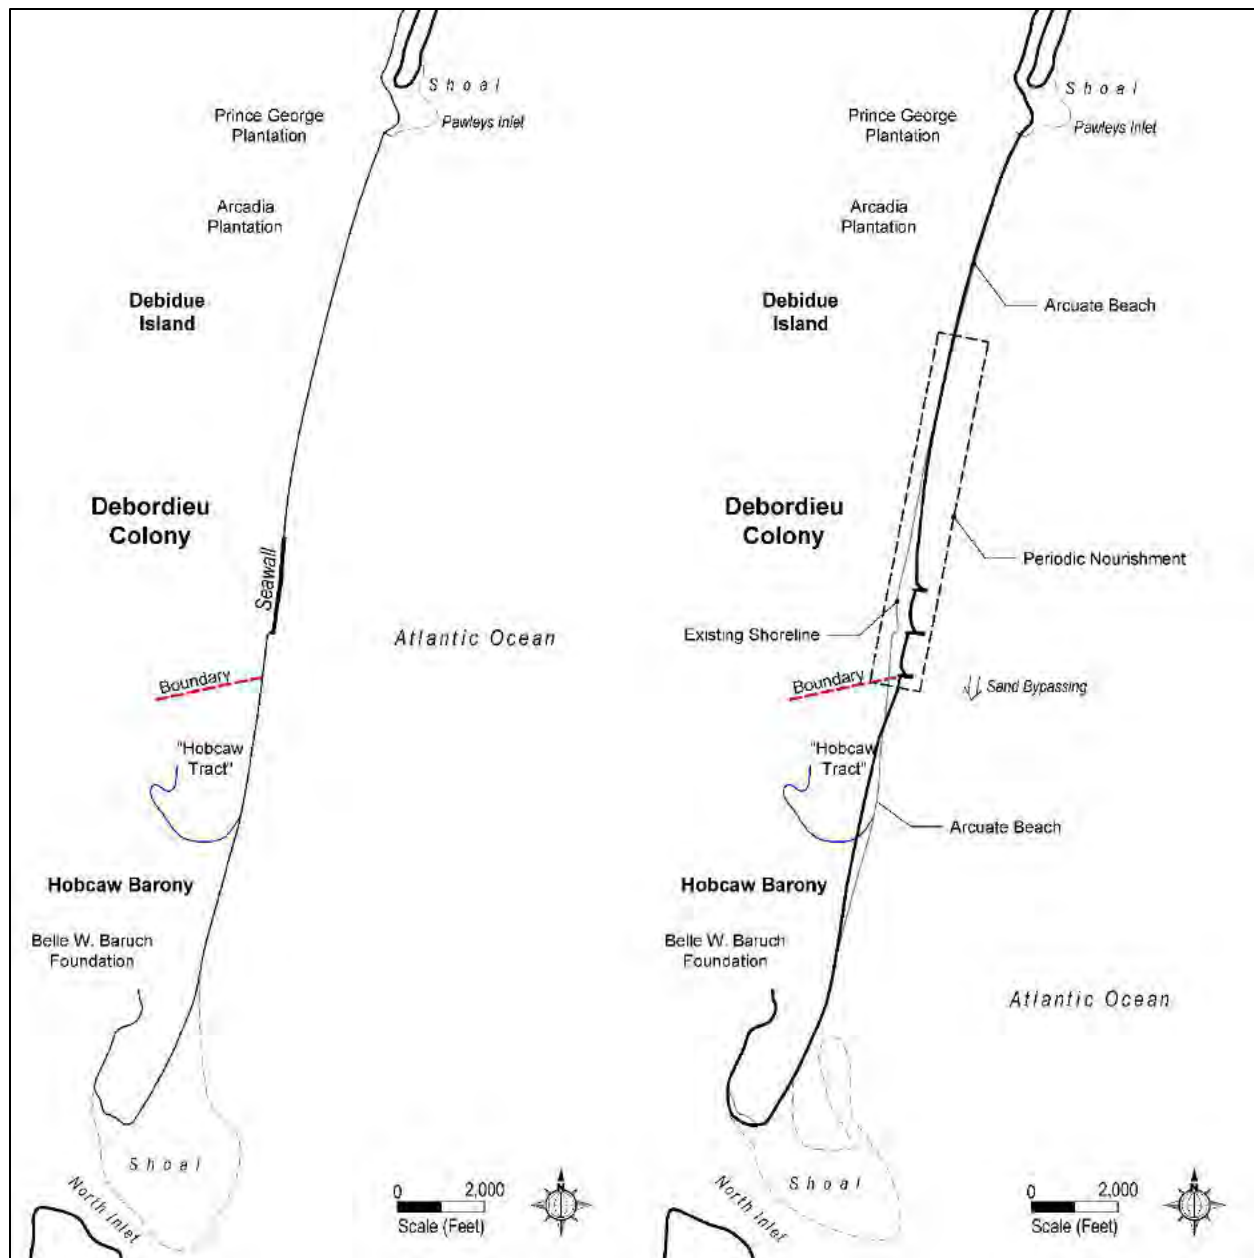 Shoal
Pawleys Inlet
Prince George
Plantation
Arcadia
Plantation
Debidue
Island
Debordieu
Colony
Seawall
Atlantic Ocean
Boundary
"Hobcaw
Tract"
Hobcaw Barony
Belle W. Baruch
Foundation
Shoal
North Inlet
0 2,000
Scale (Feet)
N
Shoal
Pawleys Inlet
Prince George
Plantation
Arcadia
Plantation
Debidue
Island
Arcuate Beach
Debordieu
Colony
Periodic Nourishment
Existing Shoreline
Boundary
Sand Bypassing
"Hobcaw
Tract"
Arcuate Beach
Hobcaw Barony
Belle W. Baruch
Foundation
Atlantic Ocean
Shoal
North Inlet
0 2,000
Scale (Feet)
N